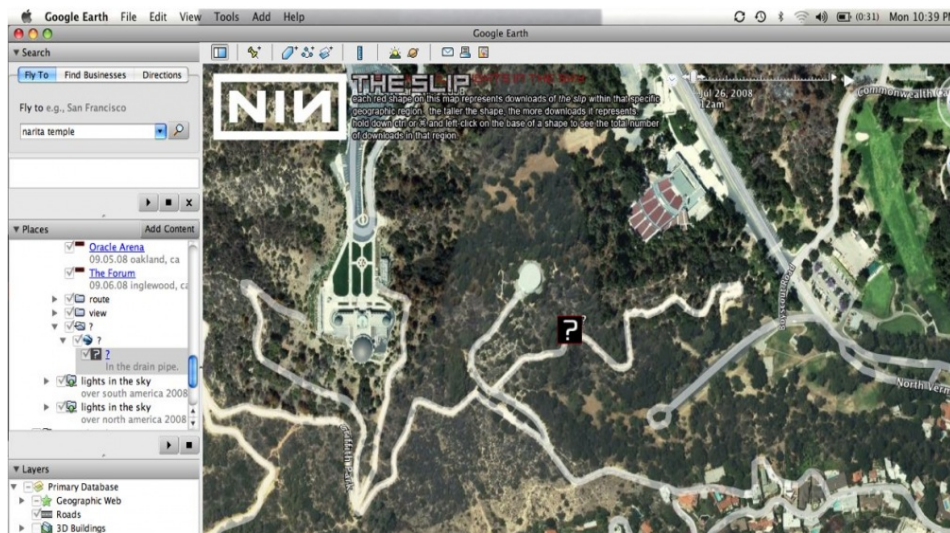 Google Earth File Edit View Tools Add Help
(0:31) Mon 10:39 PM
Google Earth
Search
Fly To Find Businesses Directions
Fly to e.g., San Francisco
narita temple
Places Add Content
Oracle Arena
09.05.08 oakland, ca
The Forum
09.06.08 inglewood, ca
route
view
?
?
? ?
In the drain pipe.
lights in the sky
over south america 2008
lights in the sky
over north america 2008
Layers
Primary Database
Geographic Web
Roads
3D Buildings
NIN
THE SLIP
each red shape on this map represents downloads of the slip within that specific
geographic region. the taller the shape, the more downloads it represents.
hold down ctrl or ⌘ and left-click on the base of a shape to see the total number
of downloads in that region.
Jul 26, 2008
12am
Commonwealth
? ?
North Verm